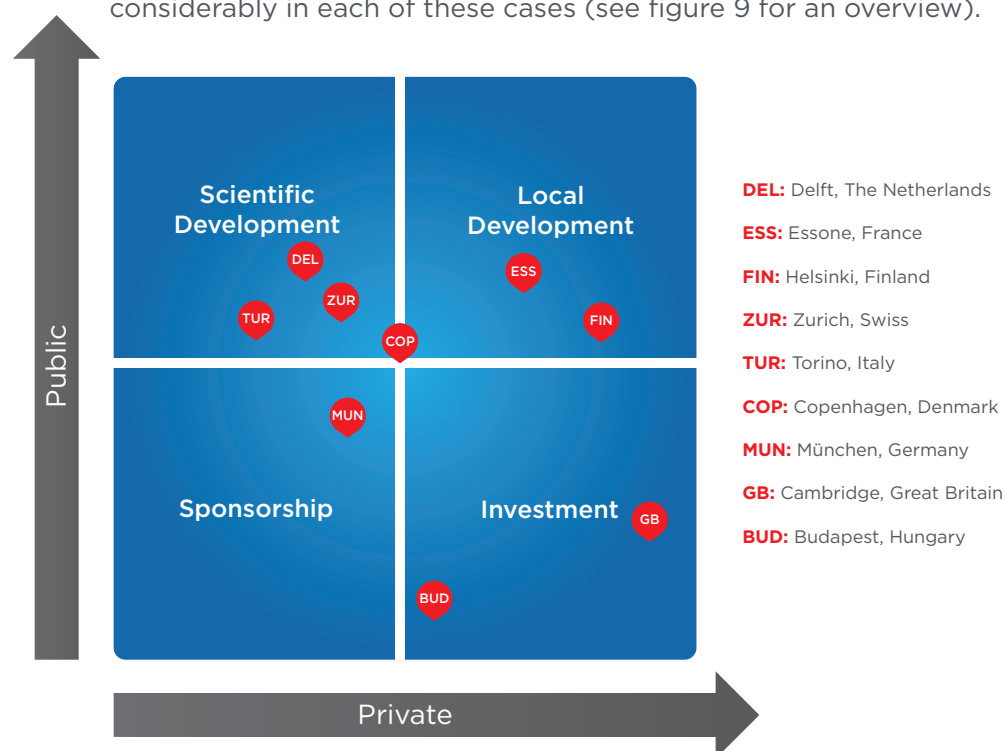 considerably in each of these cases (see figure 9 for an overview).
Public
Scientific
Development
Local
Development
DEL
ESS
ZUR
TUR
FIN
COP
MUN
Sponsorship
Investment
GB
BUD
Private
DEL: Delft, The Netherlands
ESS: Essone, France
FIN: Helsinki, Finland
ZUR: Zurich, Swiss
TUR: Torino, Italy
COP: Copenhagen, Denmark
MUN: München, Germany
GB: Cambridge, Great Britain
BUD: Budapest, Hungary